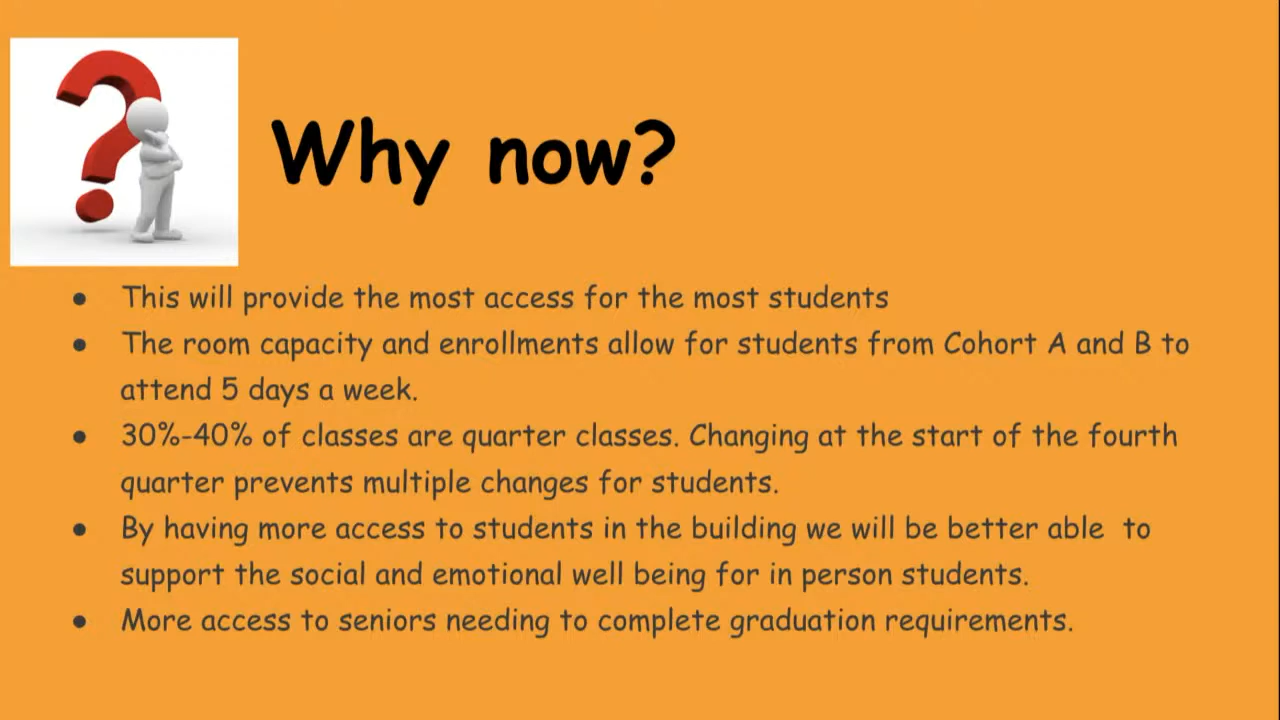 Why now?
● This will provide the most access for the most students
● The room capacity and enrollments allow for students from Cohort A and B to
attend 5 days a week.
● 30%-40% of classes are quarter classes. Changing at the start of the fourth
quarter prevents multiple changes for students.
● By having more access to students in the building we will be better able  to
support the social and emotional well being for in person students.
● More access to seniors needing to complete graduation requirements.